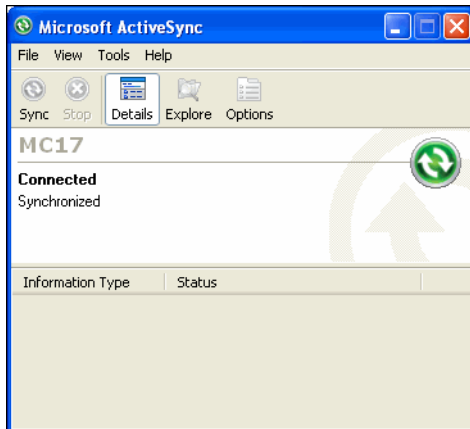 Microsoft ActiveSync
File View Tools Help
Sync Stop Details Explore Options
MC17
Connected
Synchronized
Information Type Status